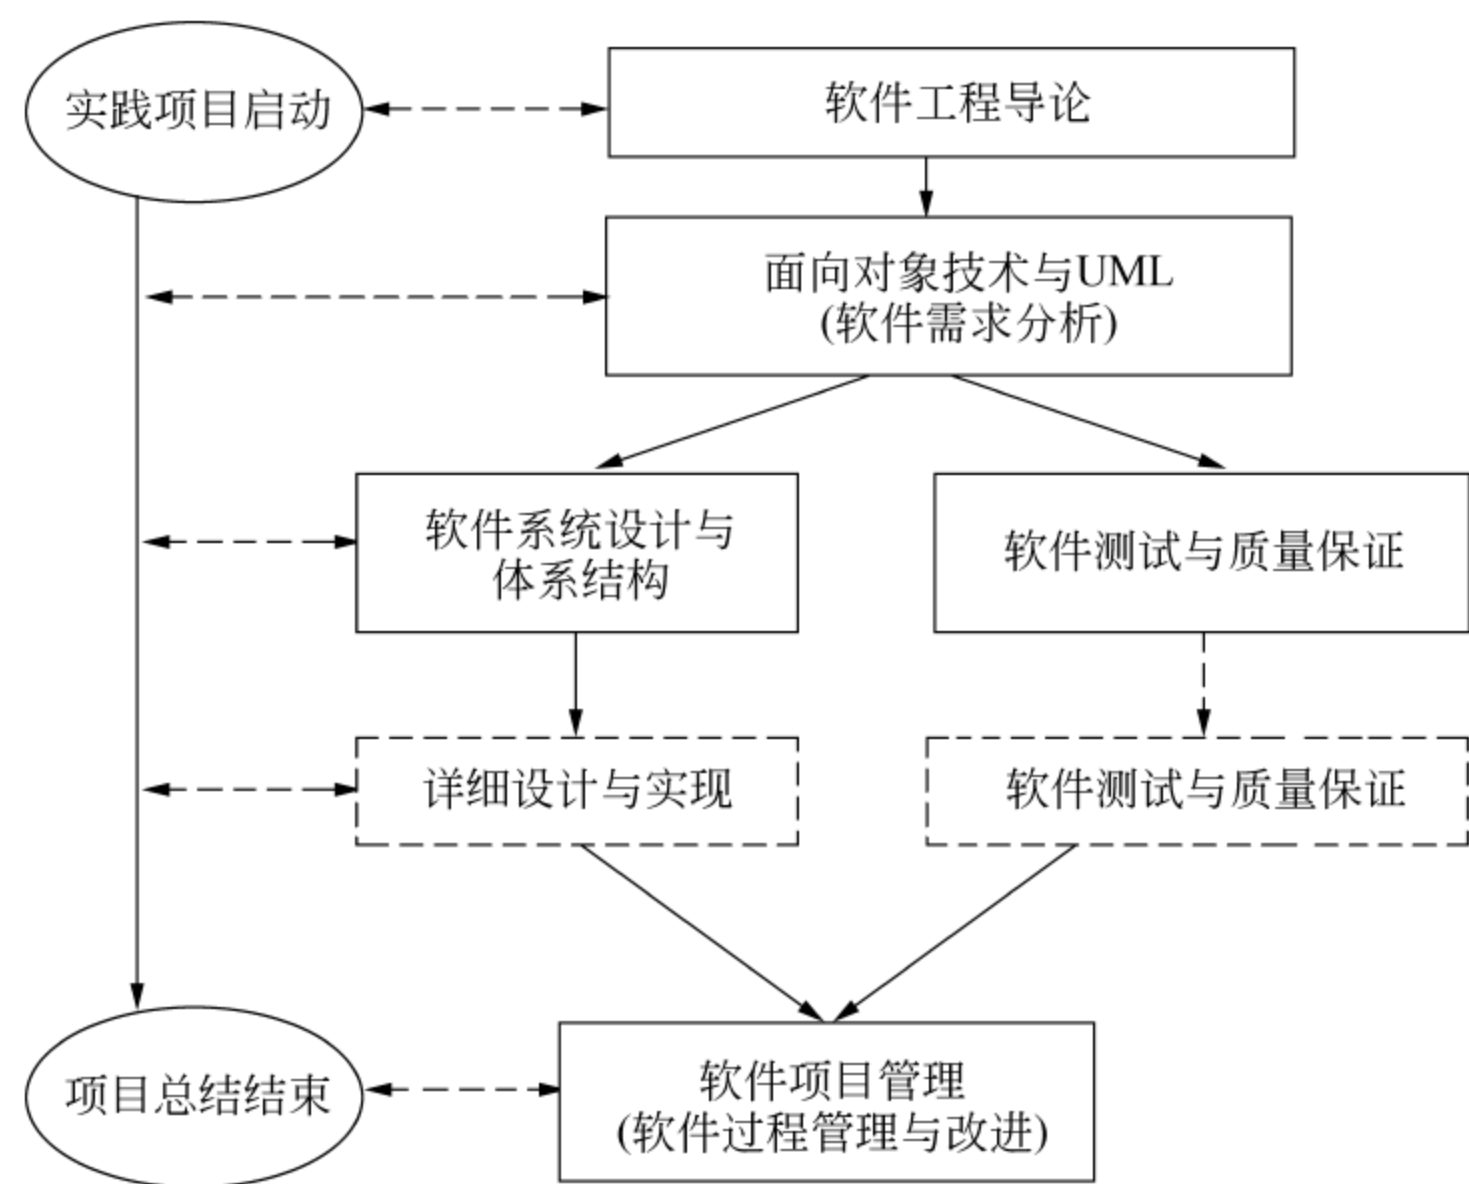 实践项目启动
软件工程导论
面向对象技术与UML
(软件需求分析)
软件系统设计与
体系结构
软件测试与质量保证
详细设计与实现
软件测试与质量保证
项目总结结束
软件项目管理
(软件过程管理与改进)